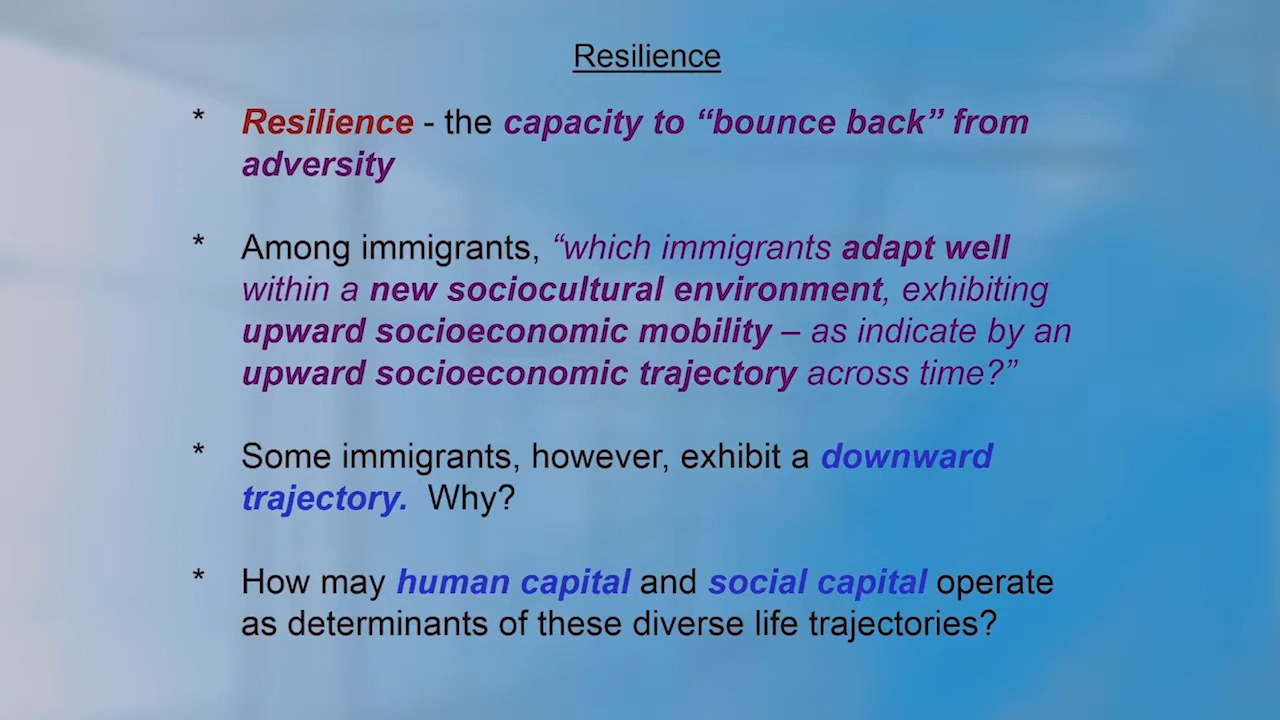 Resilience
* Resilience - the capacity to “bounce back” from
adversity
* Among immigrants, “which immigrants adapt well
within a new sociocultural environment, exhibiting
upward socioeconomic mobility – as indicate by an
upward socioeconomic trajectory across time?”
* Some immigrants, however, exhibit a downward
trajectory. Why?
* How may human capital and social capital operate
as determinants of these diverse life trajectories?